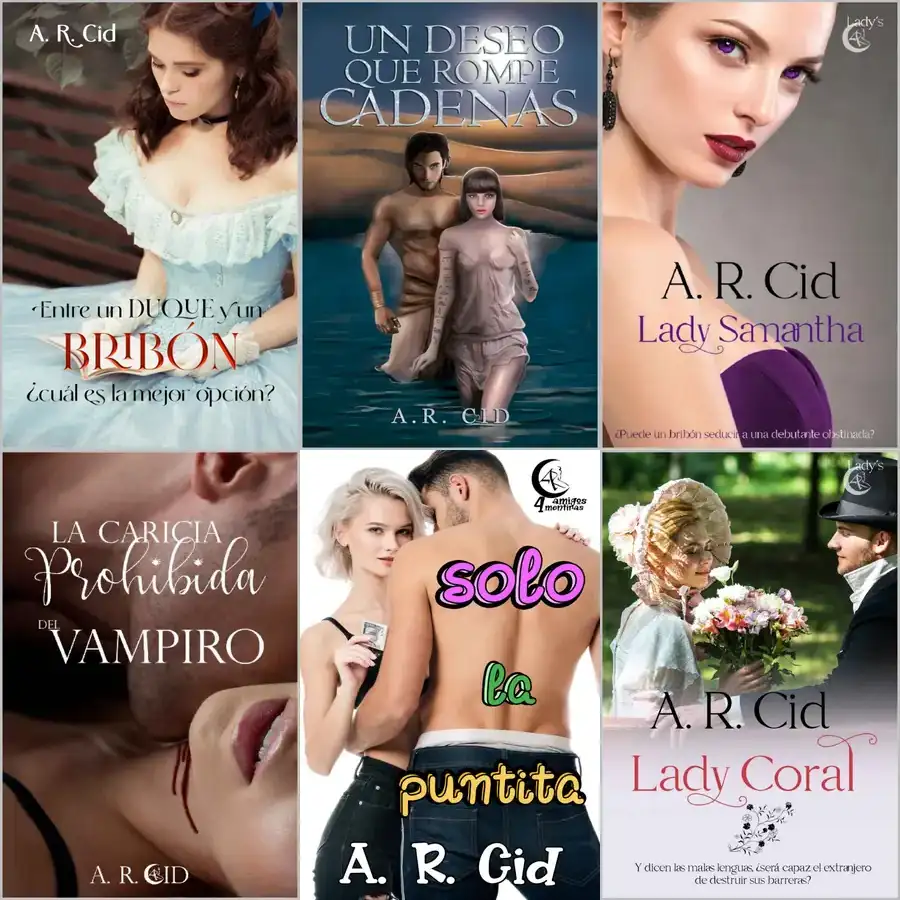 A. R. Cid
Entre un DUQUE y un
BRIBÓN
¿cuál es la mejor opción?
UN DESEO
QUE ROMPE
CADENAS
A.R. CID
Lady's
AR
A. R. Cid
Lady Samantha
¿Puede un bribón seducir a una debutante obstinada?
LA CARICIA
Prohibida
DEL
VAMPIRO
A. R. CID
AR
4 amigos
mentiras
solo
la
puntita
A. R. Cid
Lady's
AR
A. R. Cid
Lady Coral
Y dicen las malas lenguas, ¿será capaz el extranjero
de destruir sus barreras?